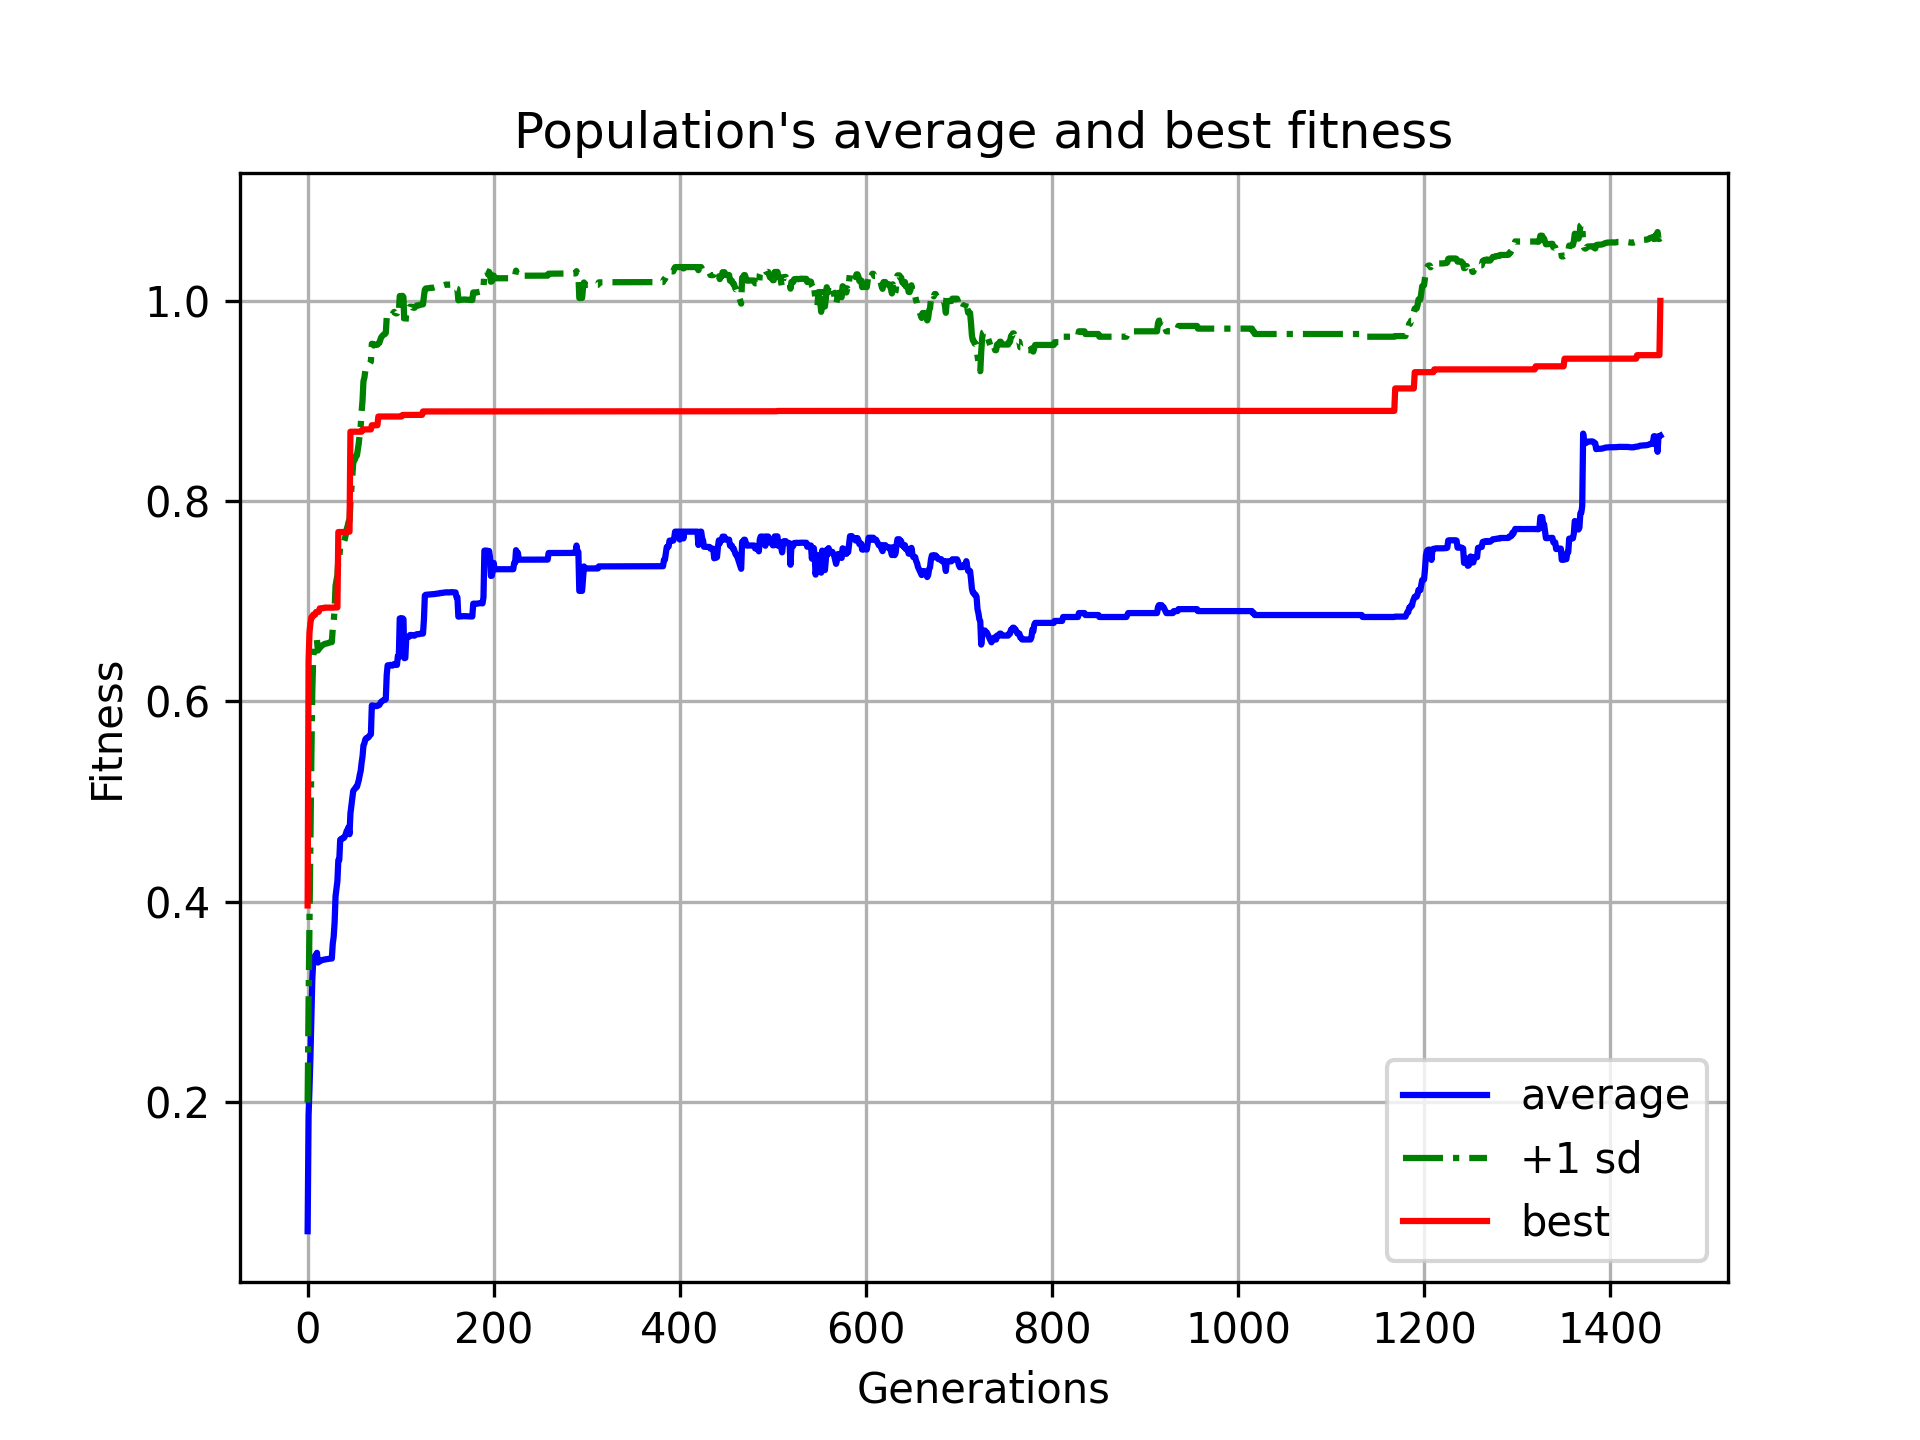 Population's average and best fitness
1.0
0.8
0.6
0.4
0.2
Fitness
0 200 400 600 800 1000 1200 1400
Generations
average
+1 sd
best